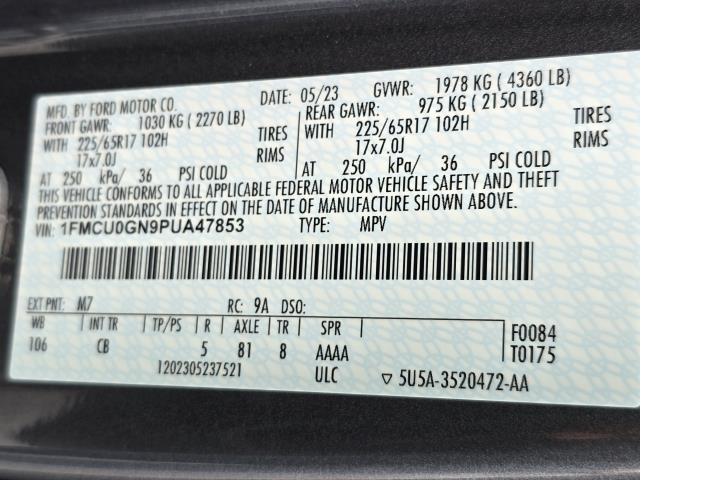 MFD. BY FORD MOTOR CO. DATE: 05/23 GVWR: 1978 KG ( 4360 LB)
FRONT GAWR: 1030 KG ( 2270 LB) REAR GAWR: 975 KG ( 2150 LB)
WITH 225/65R17 102H TIRES WITH 225/65R17 102H TIRES
17x7.0J RIMS 17x7.0J RIMS
AT 250 kPa/ 36 PSI COLD AT 250 kPa/ 36 PSI COLD
THIS VEHICLE CONFORMS TO ALL APPLICABLE FEDERAL MOTOR VEHICLE SAFETY AND THEFT
PREVENTION STANDARDS IN EFFECT ON THE DATE OF MANUFACTURE SHOWN ABOVE.
VIN: 1FMCU0GN9PUA47853 TYPE: MPV
EXT PNT: M7 RC: 9A DSO:
WB INT TR TP/PS R AXLE TR SPR F0084
106 CB 5 81 8 AAAA T0175
1202305237521 ULC ▽ 5U5A-3520472-AA